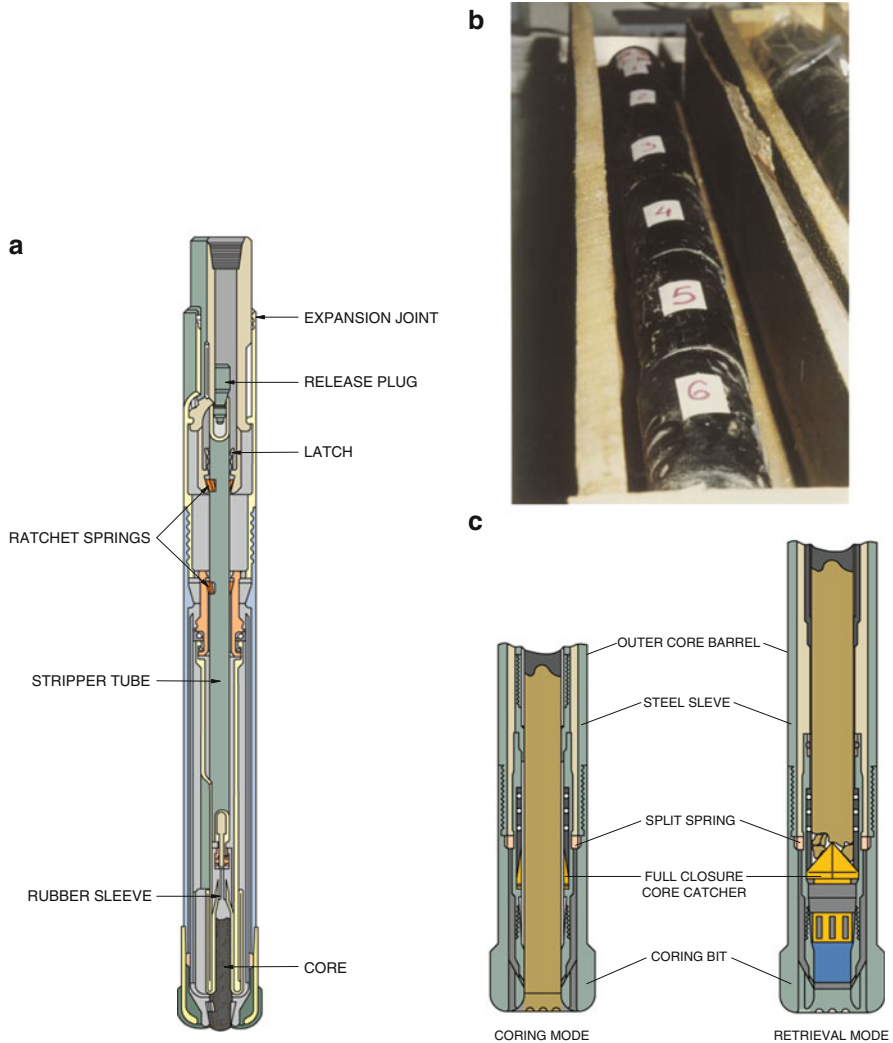 a
EXPANSION JOINT
RELEASE PLUG
LATCH
RATCHET SPRINGS
STRIPPER TUBE
RUBBER SLEEVE
CORE
b
2
3
4
5
6
c
OUTER CORE BARREL
STEEL SLEVE
SPLIT SPRING
FULL CLOSURE
CORE CATCHER
CORING BIT
CORING MODE
RETRIEVAL MODE